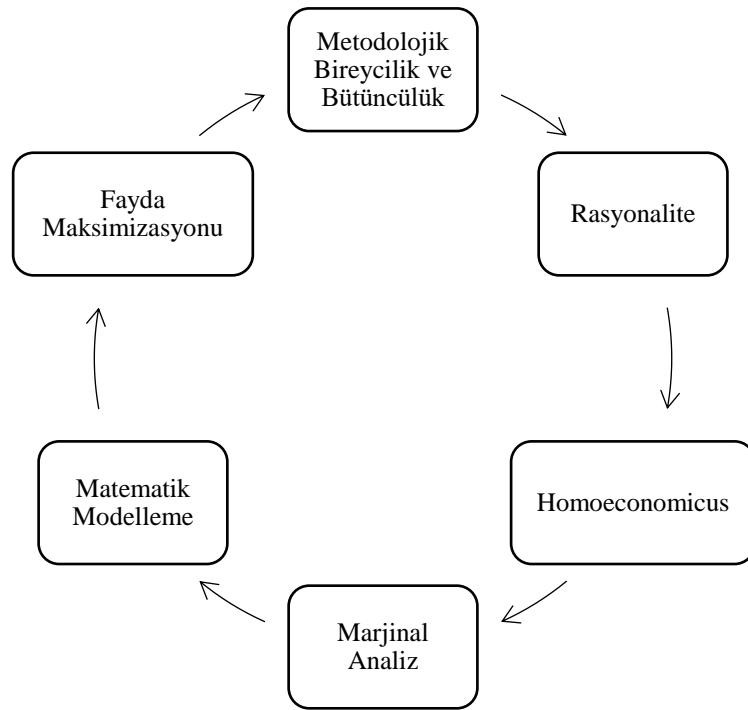 Metodolojik
Bireycilik ve
Bütüncülük
Rasyonalite
Homoeconomicus
Marjinal
Analiz
Matematik
Modelleme
Fayda
Maksimizasyonu